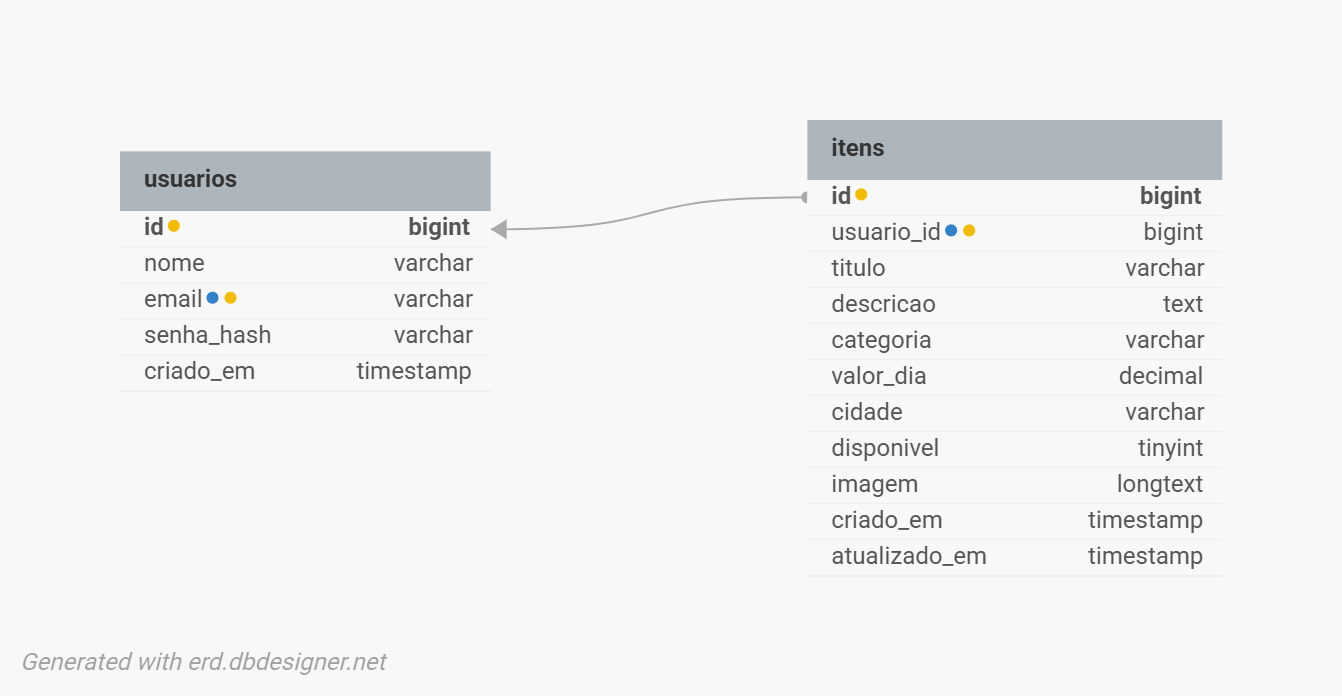 usuarios
id bigint
nome varchar
email varchar
senha_hash varchar
criado_em timestamp
itens
id bigint
usuario_id bigint
titulo varchar
descricao text
categoria varchar
valor_dia decimal
cidade varchar
disponivel tinyint
imagem longtext
criado_em timestamp
atualizado_em timestamp
Generated with erd.dbdesigner.net